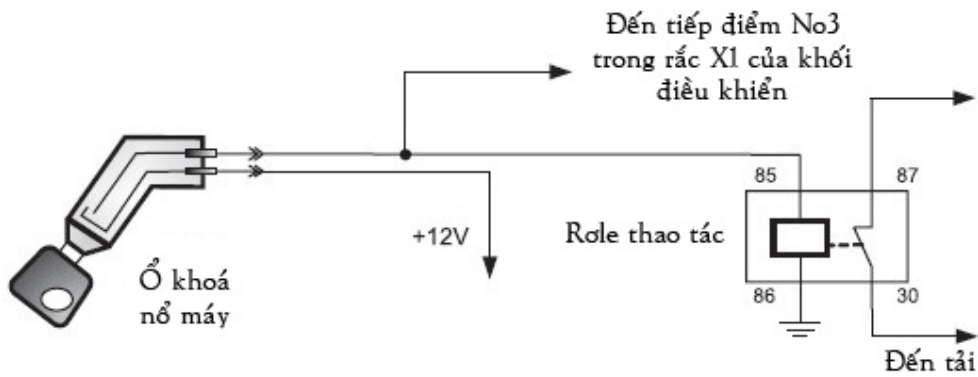 Đến tiếp điểm No3
trong rắc X1 của khối
điều khiển
85
87
+12V
Rơle thao tác
Ổ khoá
nổ máy
86
30
Đến tải